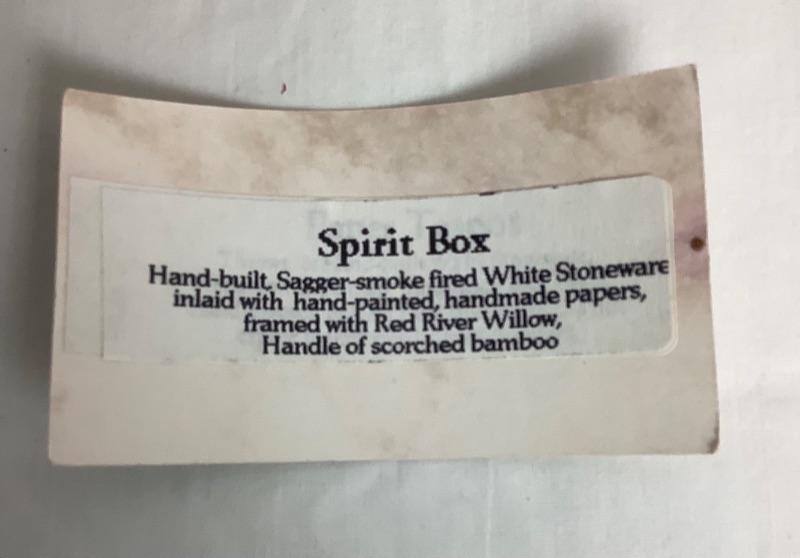 Spirit Box
Hand-built, Sagger-smoke fired White Stoneware
inlaid with hand-painted, handmade papers,
framed with Red River Willow,
Handle of scorched bamboo